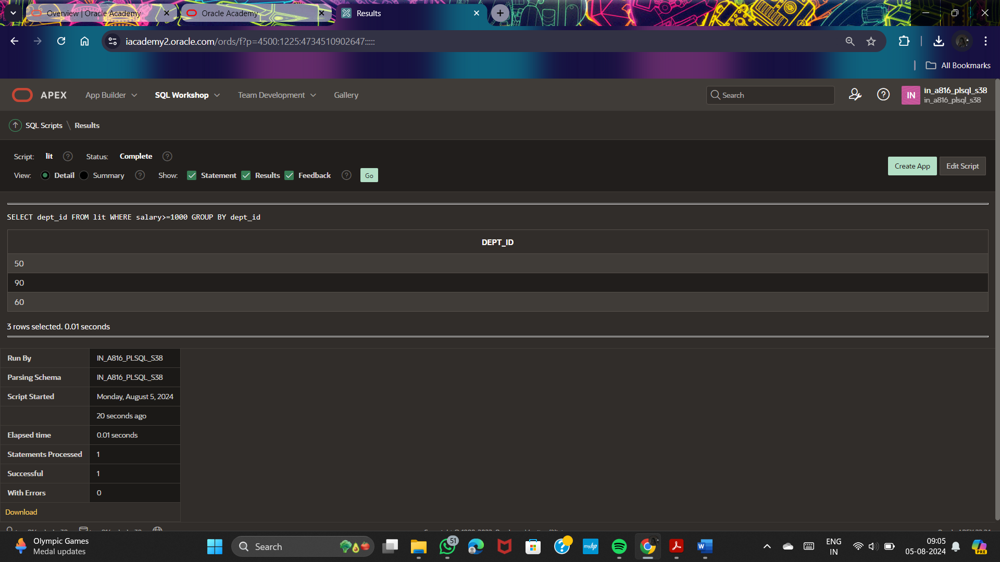 Overview | Oracle Academy
Oracle Academy
Results
iacademy2.oracle.com/ords/f?p=4500:1225:4734510902647:::::
All Bookmarks
APEX
App Builder
SQL Workshop
Team Development
Gallery
Search
IN
in_a816_plsql_s38
in_a816_plsql_s38
SQL Scripts \ Results
Script: lit ? Status: Complete ?
View: Detail Summary ? Show: Statement Results Feedback ? Go
Create App
Edit Script
SELECT dept_id FROM lit WHERE salary>=1000 GROUP BY dept_id
DEPT_ID
50
90
60
3 rows selected. 0.01 seconds
Run By IN_A816_PLSQL_S38
Parsing Schema IN_A816_PLSQL_S38
Script Started Monday, August 5, 2024
20 seconds ago
Elapsed time 0.01 seconds
Statements Processed 1
Successful 1
With Errors 0
Download
Olympic Games
Medal updates
Search
51
myhp
ENG
IN
09:05
05-08-2024
PRE